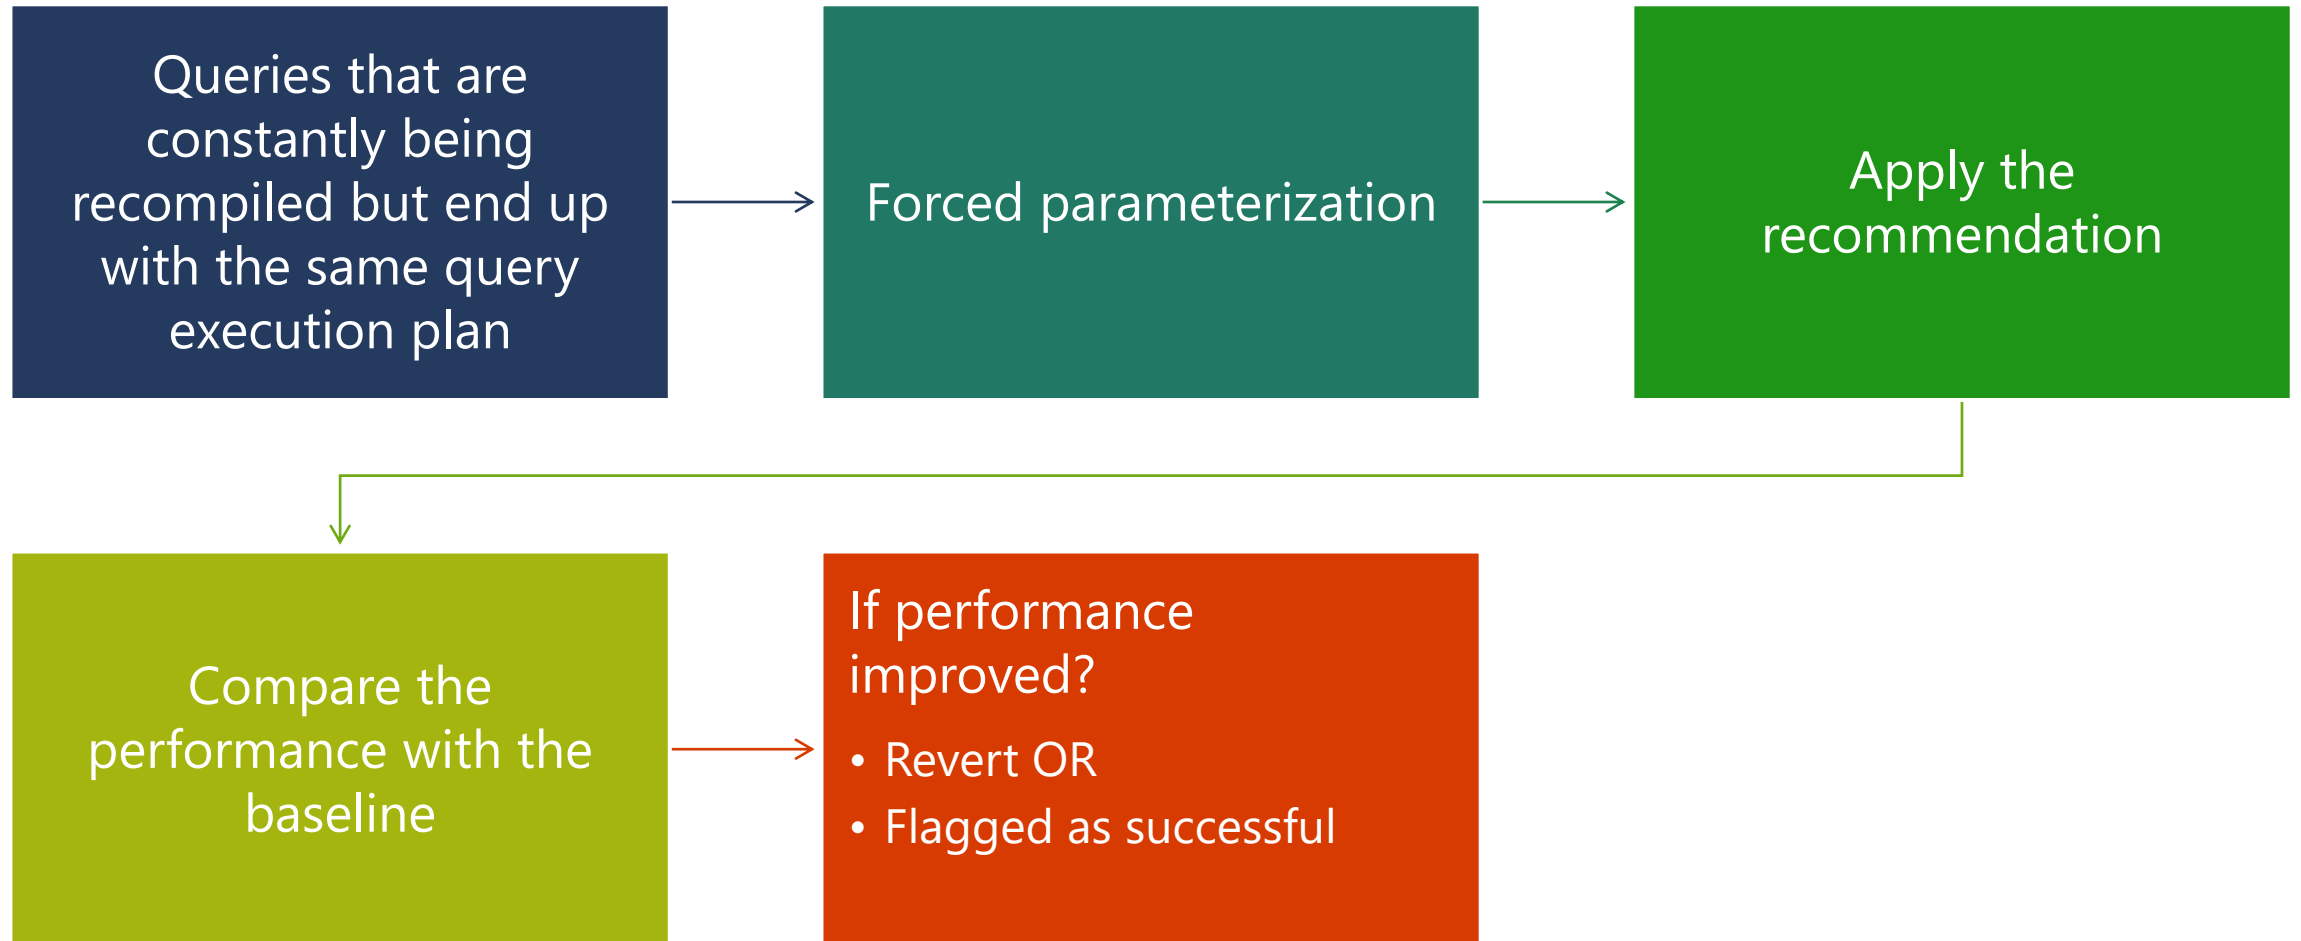 Queries that are
constantly being
recompiled but end up
with the same query
execution plan
Forced parameterization
Apply the
recommendation
Compare the
performance with the
baseline
If performance
improved?
• Revert OR
• Flagged as successful